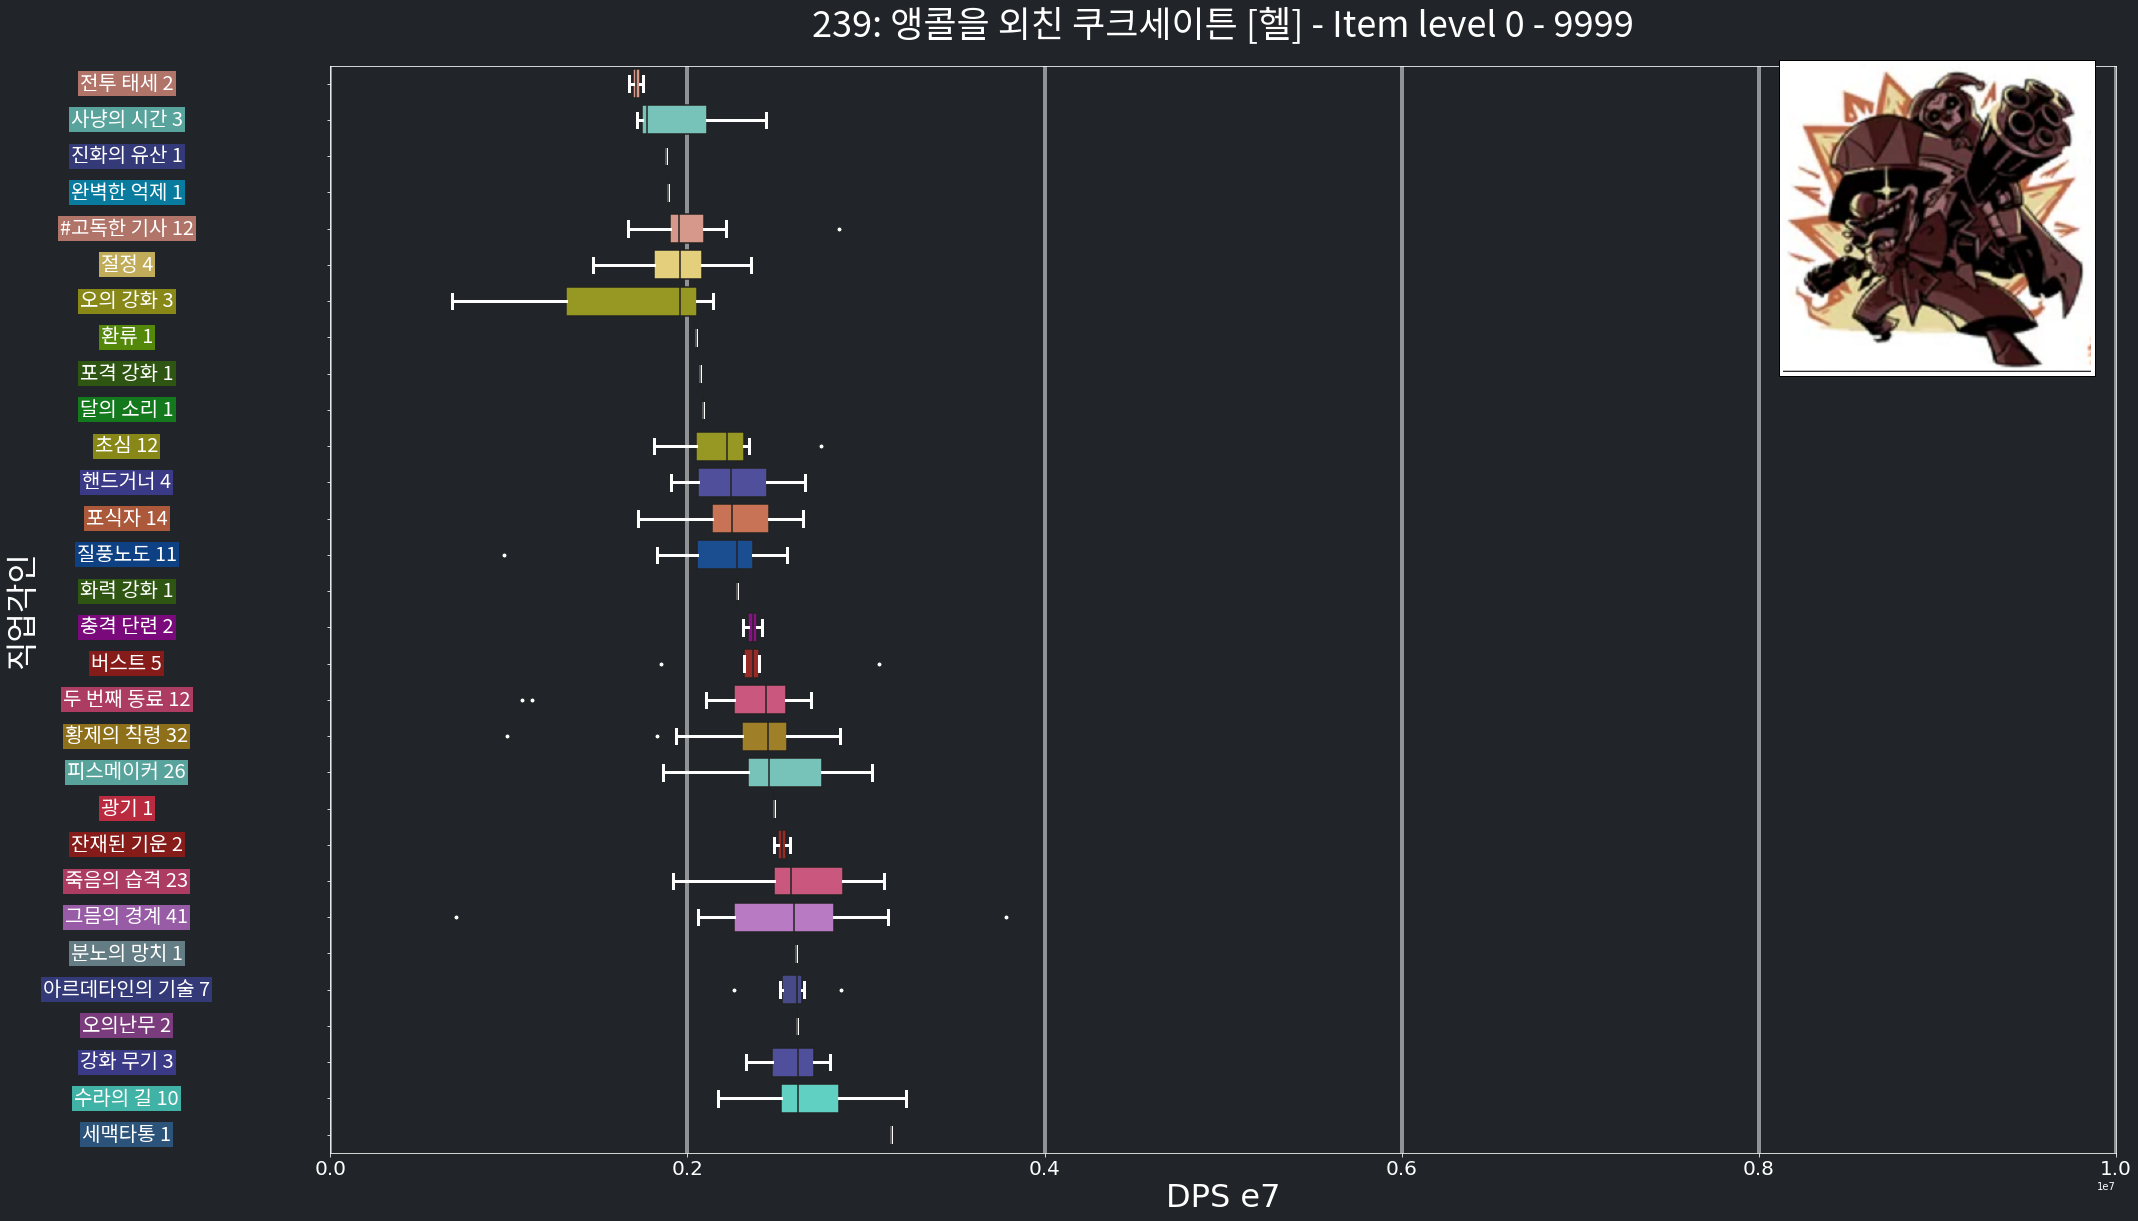 239: 앵콜을 외친 쿠크세이튼 [헬] - Item level 0 - 9999
직업각인
전투 태세 2
사냥의 시간 3
진화의 유산 1
완벽한 억제 1
#고독한 기사 12
절정 4
오의 강화 3
환류 1
포격 강화 1
달의 소리 1
초심 12
핸드거너 4
포식자 14
질풍노도 11
화력 강화 1
충격 단련 2
버스트 5
두 번째 동료 12
황제의 칙령 32
피스메이커 26
광기 1
잔재된 기운 2
죽음의 습격 23
그믐의 경계 41
분노의 망치 1
아르데타인의 기술 7
오의난무 2
강화 무기 3
수라의 길 10
세맥타통 1
0.0 0.2 0.4 0.6 0.8 1.0
1e7
DPS e7